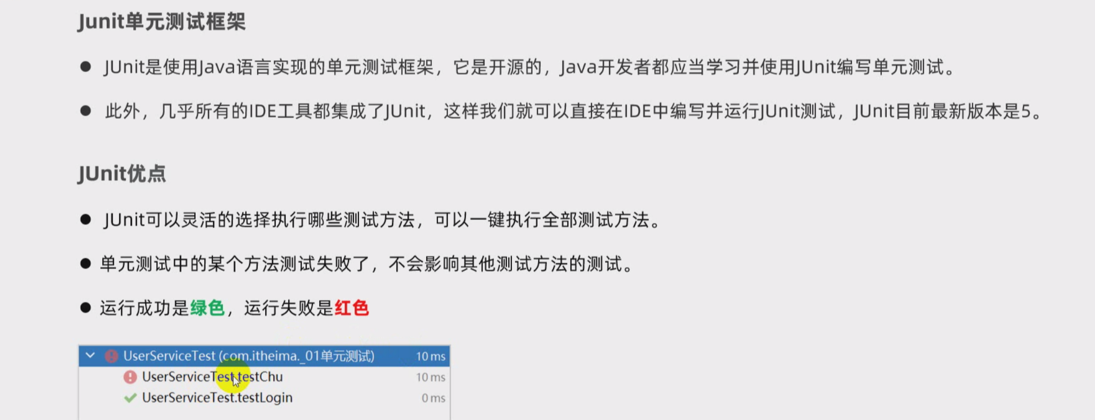 Junit单元测试框架
● JUnit是使用Java语言实现的单元测试框架，它是开源的，Java开发者都应当学习并使用JUnit编写单元测试。
● 此外，几乎所有的IDE工具都集成了JUnit，这样我们就可以直接在IDE中编写并运行JUnit测试，JUnit目前最新版本是5。
JUnit优点
● JUnit可以灵活的选择执行哪些测试方法，可以一键执行全部测试方法。
● 单元测试中的某个方法测试失败了，不会影响其他测试方法的测试。
● 运行成功是绿色，运行失败是红色
UserServiceTest (com.itheima._01单元测试) 10 ms
UserServiceTest.testChu 10 ms
UserServiceTest.testLogin 0 ms